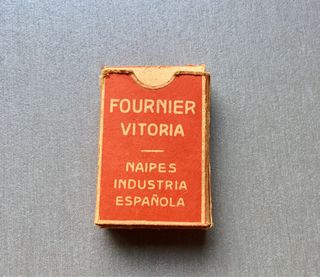 FOURNIER
VITORIA
NAIPES
INDUSTRIA
ESPAÑOLA